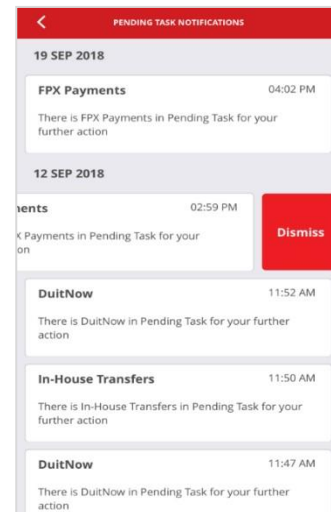 PENDING TASK NOTIFICATIONS
19 SEP 2018
FPX Payments 04:02 PM
There is FPX Payments in Pending Task for your
further action
12 SEP 2018
ents 02:59 PM
Payments in Pending Task for your
on
Dismiss
DuitNow 11:52 AM
There is DuitNow in Pending Task for your further
action
In-House Transfers 11:50 AM
There is In-House Transfers in Pending Task for your
further action
DuitNow 11:47 AM
There is DuitNow in Pending Task for your further
action